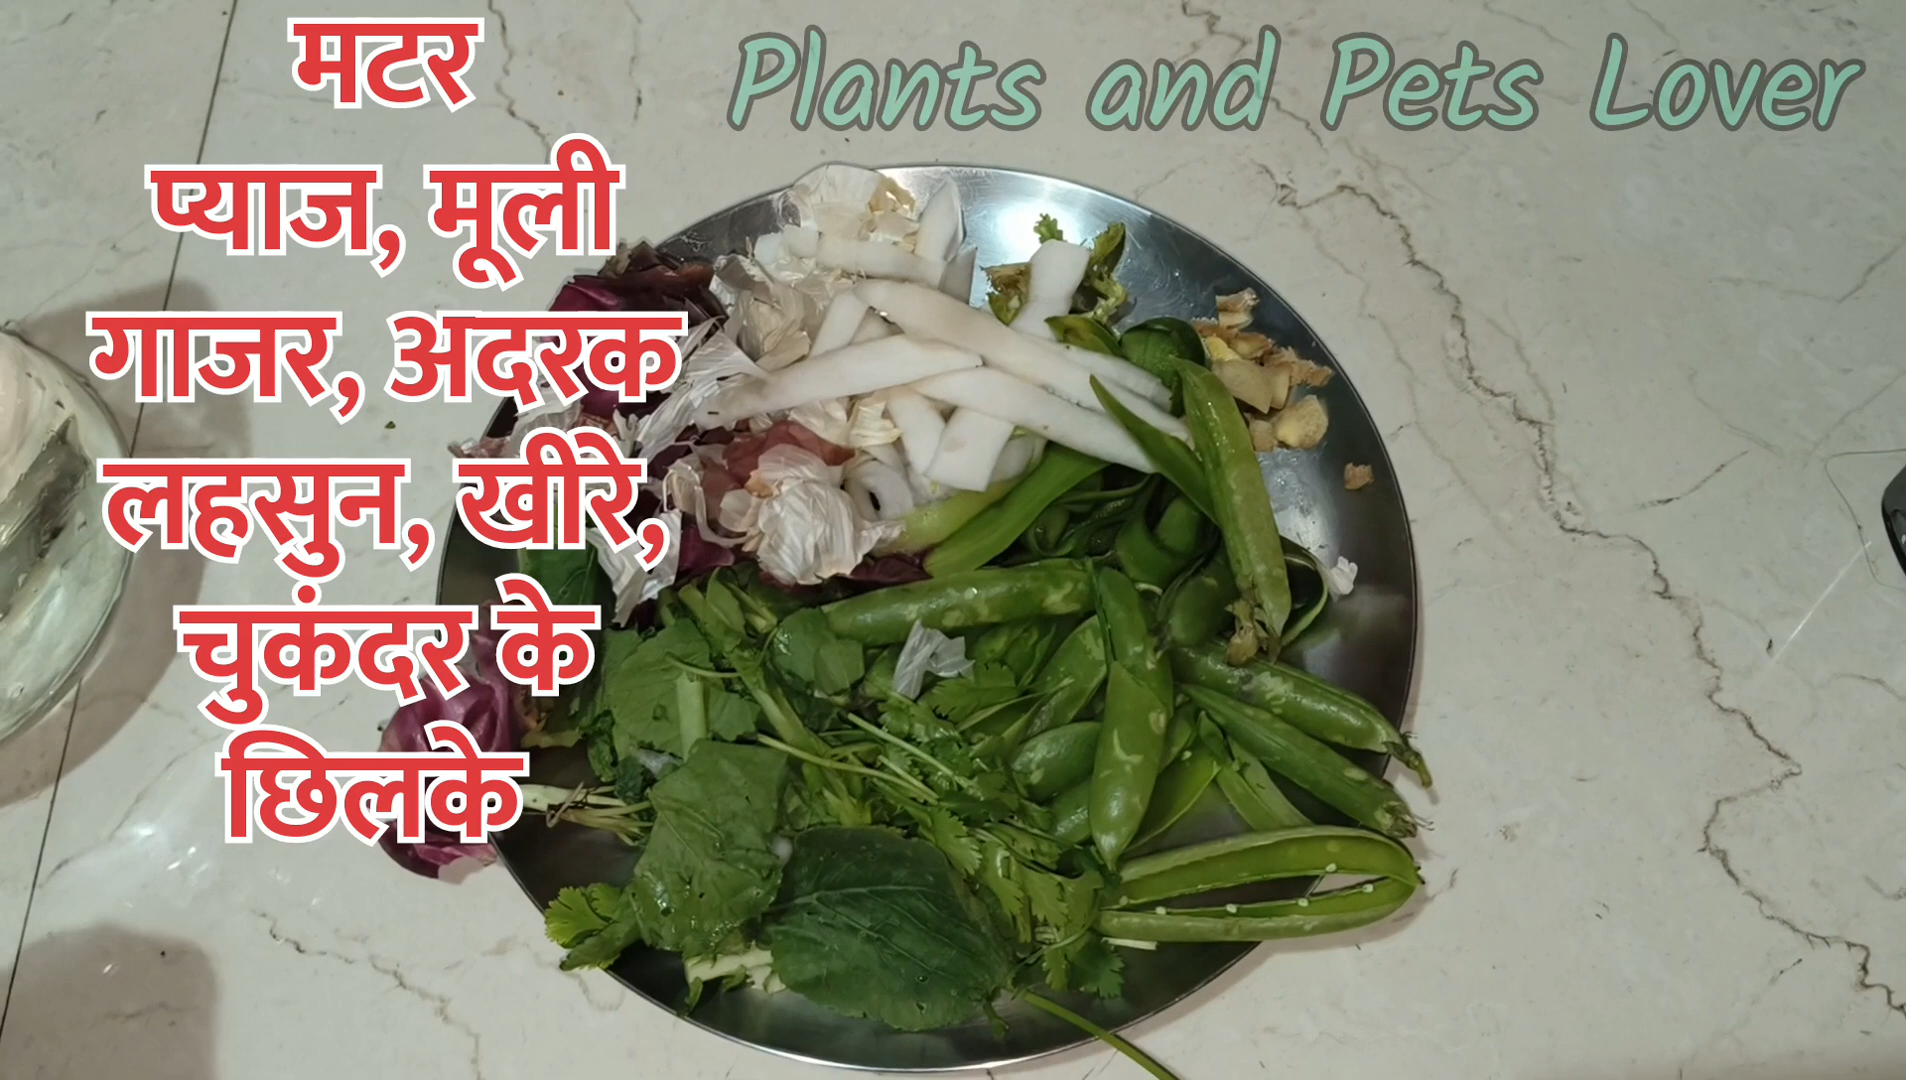 Plants and Pets Lover
मटर
प्याज, मूली
गाजर, अदरक
लहसुन, खीरे,
चुकंदर के
छिलके